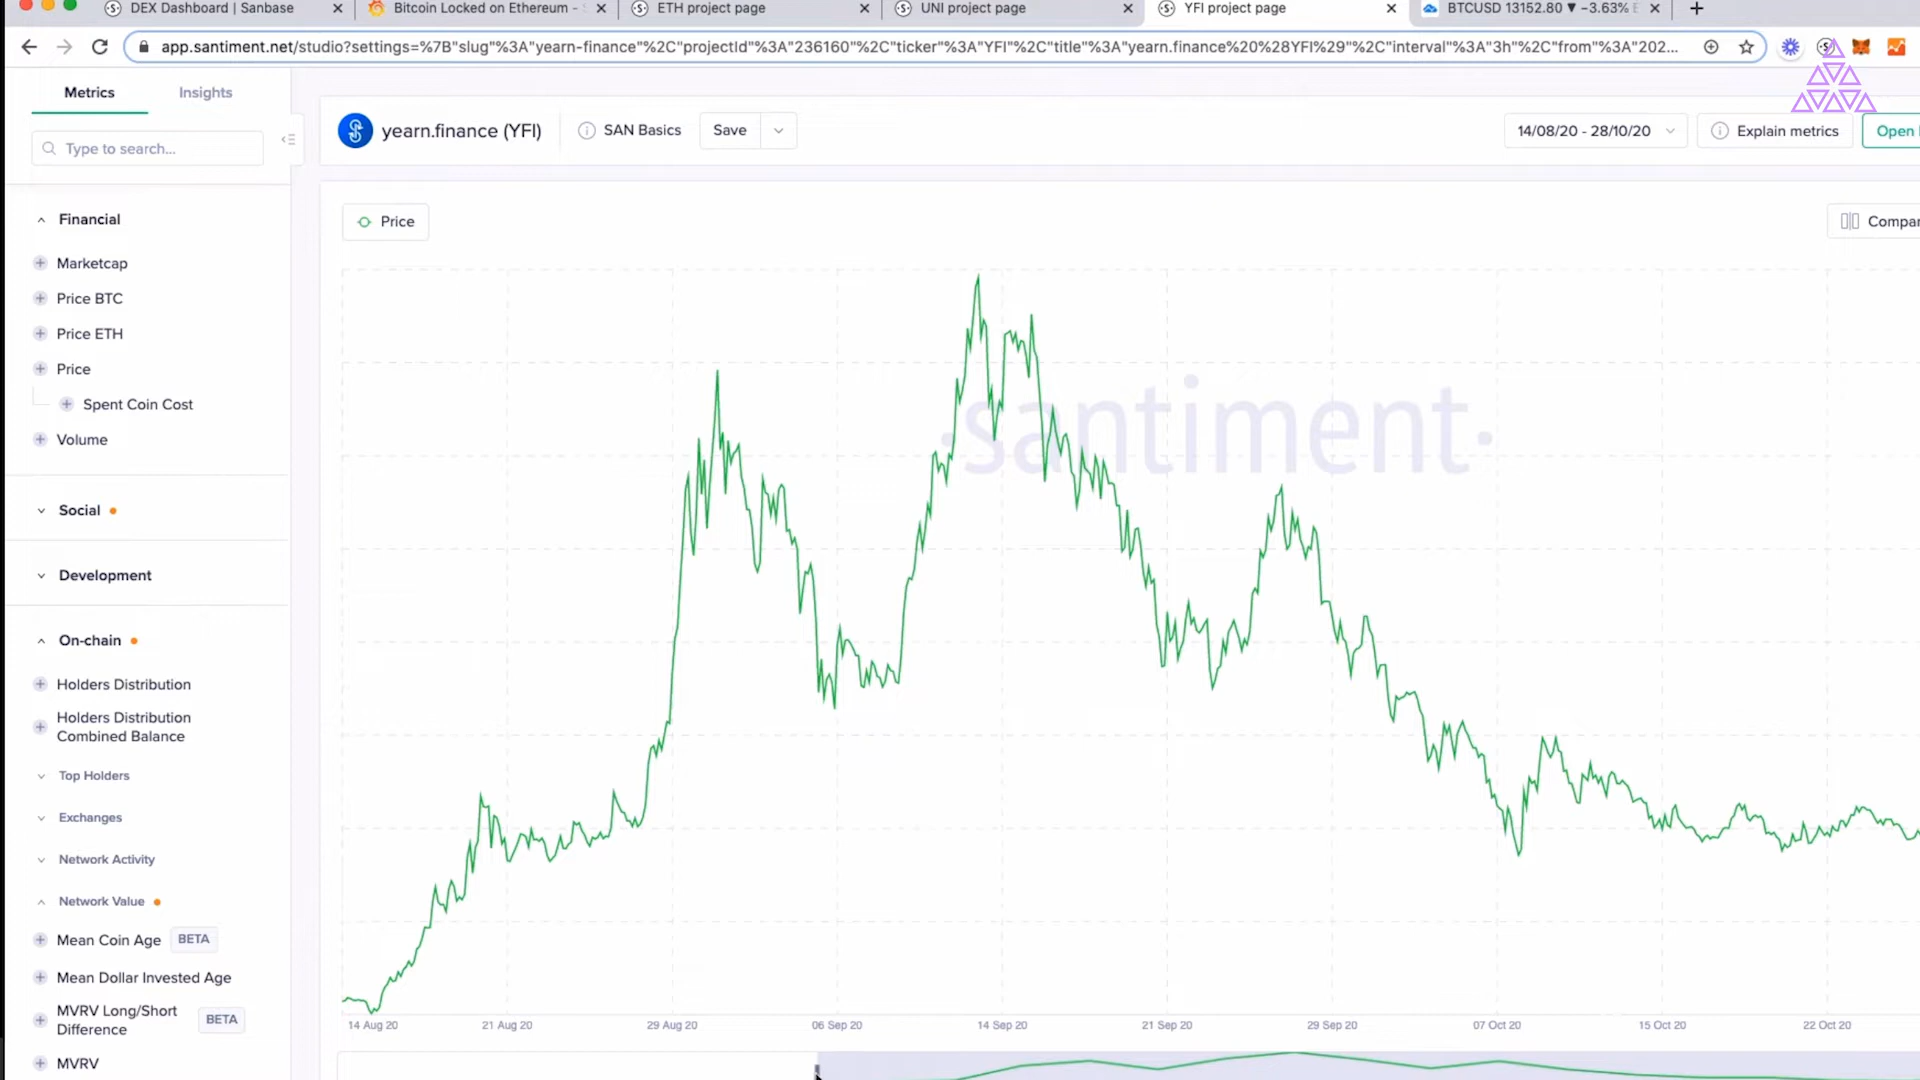 DEX Dashboard | Sanbase
Bitcoin Locked on Ethereum -
ETH project page
UNI project page
YFI project page
BTCUSD 13152.80 ▼ −3.63%
app.santiment.net/studio?settings=%7B"slug"%3A"yearn-finance"%2C"projectId"%3A"236160"%2C"ticker"%3A"YFI"%2C"title"%3A"yearn.finance%20%28YFI%29"%2C"interval"%3A"3h"%2C"from"%3A"202...
Metrics
Insights
yearn.finance (YFI)
SAN Basics
Save
14/08/20 - 28/10/20
Explain metrics
Open
Type to search...
Price
Compar
Financial
Marketcap
Price BTC
Price ETH
Price
Spent Coin Cost
Volume
Social
Development
On-chain
Holders Distribution
Holders Distribution
Combined Balance
Top Holders
Exchanges
Network Activity
Network Value
Mean Coin Age BETA
Mean Dollar Invested Age
MVRV Long/Short
Difference
BETA
MVRV
·santiment·
14 Aug 20
21 Aug 20
29 Aug 20
06 Sep 20
14 Sep 20
21 Sep 20
29 Sep 20
07 Oct 20
15 Oct 20
22 Oct 20